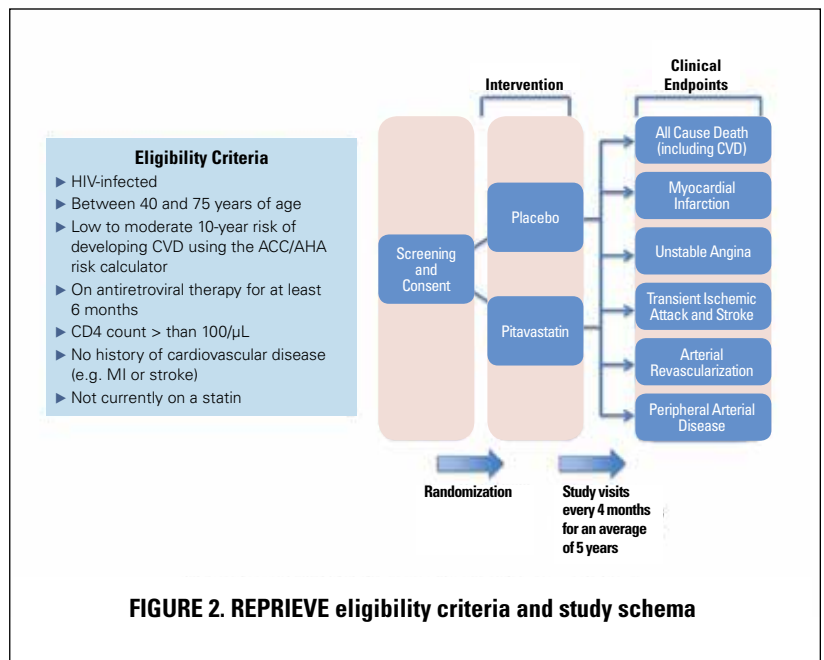 Eligibility Criteria
▶ HIV-infected
▶ Between 40 and 75 years of age
▶ Low to moderate 10-year risk of
developing CVD using the ACC/AHA
risk calculator
▶ On antiretroviral therapy for at least
6 months
▶ CD4 count > than 100/µL
▶ No history of cardiovascular disease
(e.g. MI or stroke)
▶ Not currently on a statin
Screening
and
Consent
Intervention
Placebo
Pitavastatin
Clinical
Endpoints
All Cause Death
(including CVD)
Myocardial
Infarction
Unstable Angina
Transient Ischemic
Attack and Stroke
Arterial
Revascularization
Peripheral Arterial
Disease
Randomization
Study visits
every 4 months
for an average
of 5 years
FIGURE 2. REPRIEVE eligibility criteria and study schema